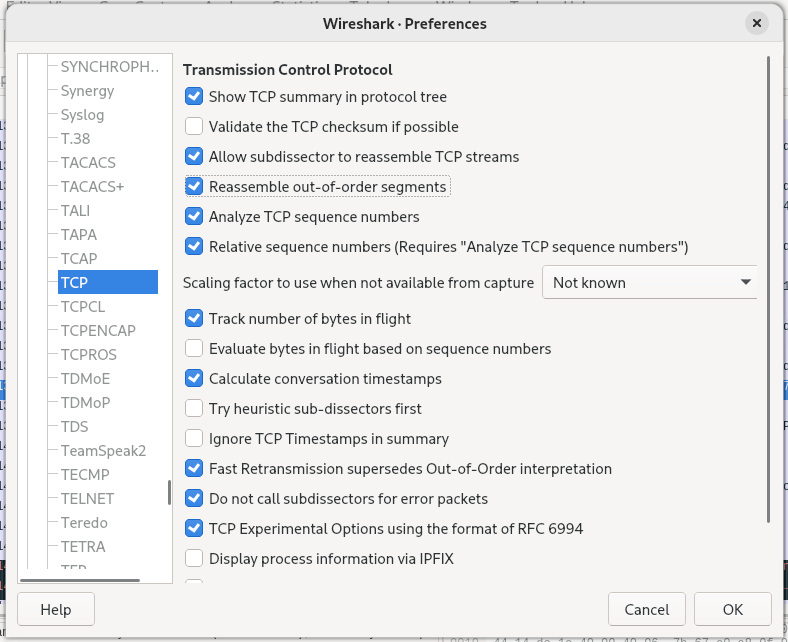 Wireshark · Preferences
SYNCHROPH..
Synergy
Syslog
T.38
TACACS
TACACS+
TALI
TAPA
TCAP
TCP
TCPCL
TCPENCAP
TCPROS
TDMoE
TDMoP
TDS
TeamSpeak2
TECMP
TELNET
Teredo
TETRA
Transmission Control Protocol
Show TCP summary in protocol tree
Validate the TCP checksum if possible
Allow subdissector to reassemble TCP streams
Reassemble out-of-order segments
Analyze TCP sequence numbers
Relative sequence numbers (Requires "Analyze TCP sequence numbers")
Scaling factor to use when not available from capture Not known
Track number of bytes in flight
Evaluate bytes in flight based on sequence numbers
Calculate conversation timestamps
Try heuristic sub-dissectors first
Ignore TCP Timestamps in summary
Fast Retransmission supersedes Out-of-Order interpretation
Do not call subdissectors for error packets
TCP Experimental Options using the format of RFC 6994
Display process information via IPFIX
Help Cancel OK